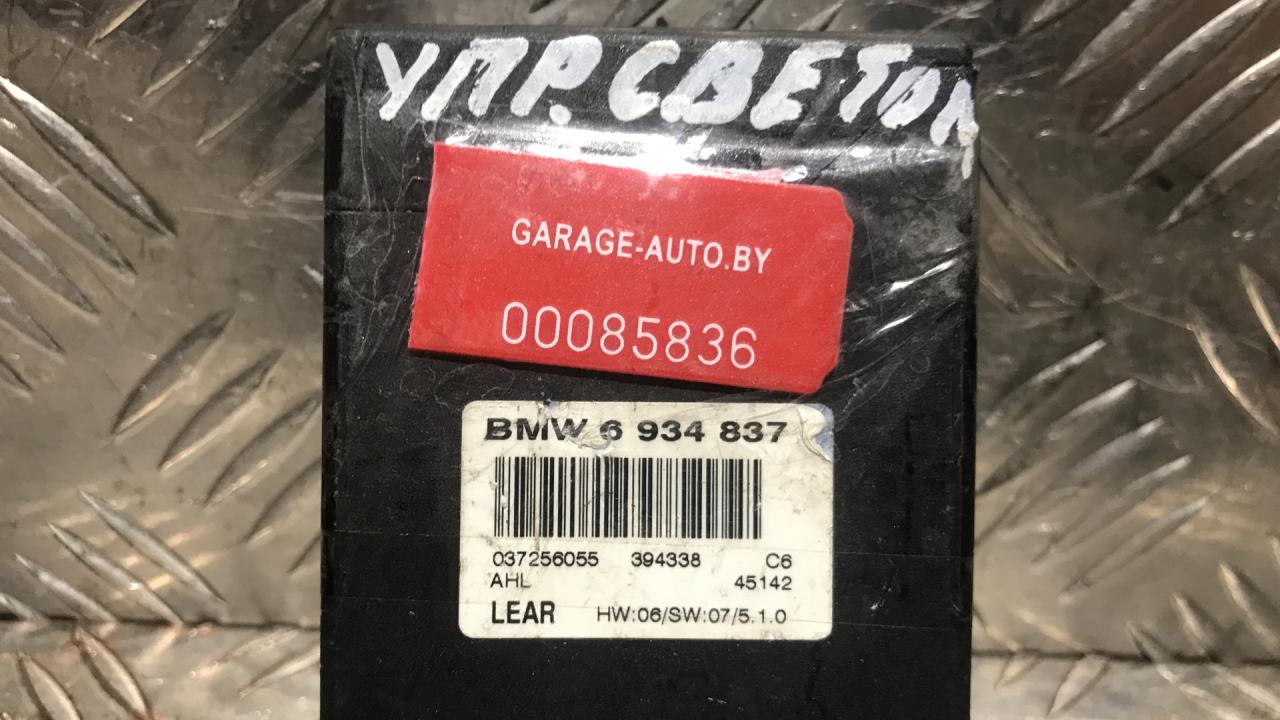 УПР. СВЕТОМ
GARAGE-AUTO.BY
00085836
BMW 6 934 837
037256055 394338 C6
AHL 45142
LEAR HW:06/SW:07/5.1.0